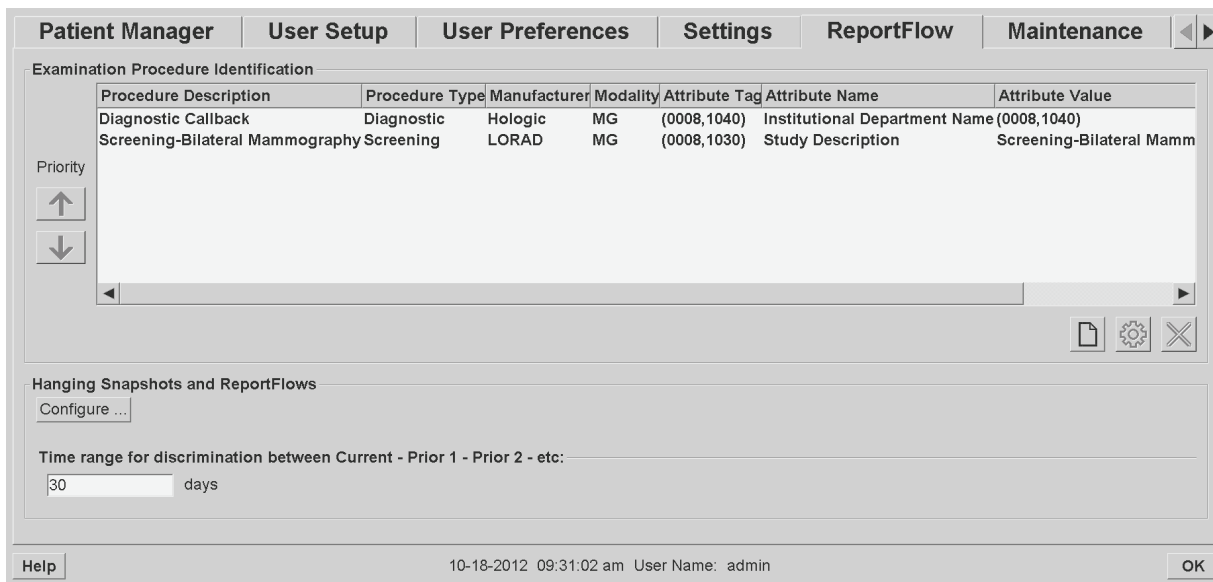 Patient Manager User Setup User Preferences Settings ReportFlow Maintenance
Examination Procedure Identification
Procedure Description Procedure Type Manufacturer Modality Attribute Tag Attribute Name Attribute Value
Diagnostic Callback Diagnostic Hologic MG (0008,1040) Institutional Department Name (0008,1040)
Screening-Bilateral Mammography Screening LORAD MG (0008,1030) Study Description Screening-Bilateral Mamm
Priority
Hanging Snapshots and ReportFlows
Configure ...
Time range for discrimination between Current - Prior 1 - Prior 2 - etc:
30 days
Help 10-18-2012 09:31:02 am User Name: admin OK